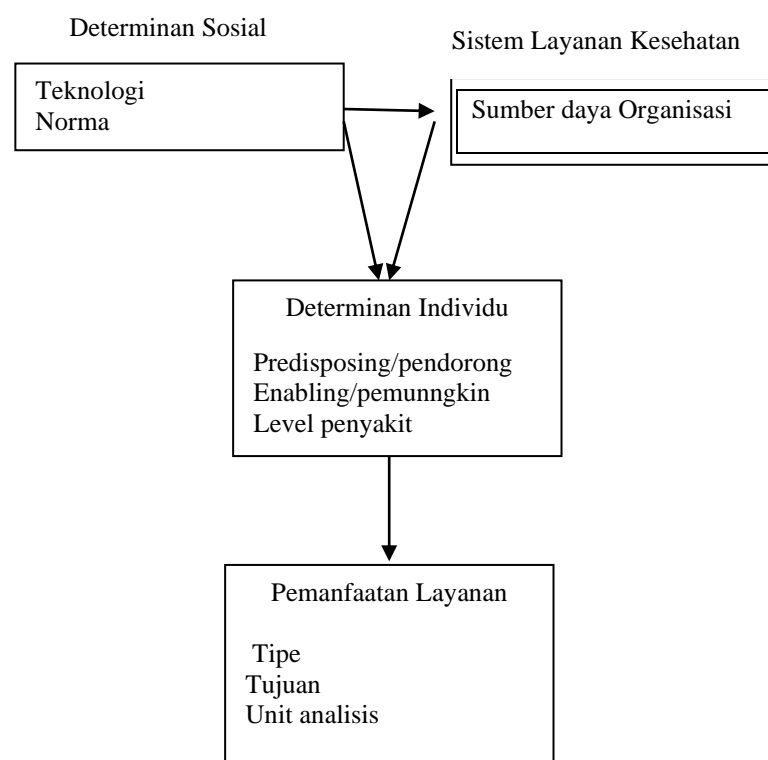 Determinan Sosial
Sistem Layanan Kesehatan
Teknologi
Norma
Sumber daya Organisasi
Determinan Individu
Predisposing/pendorong
Enabling/pemunngkin
Level penyakit
Pemanfaatan Layanan
Tipe
Tujuan
Unit analisis